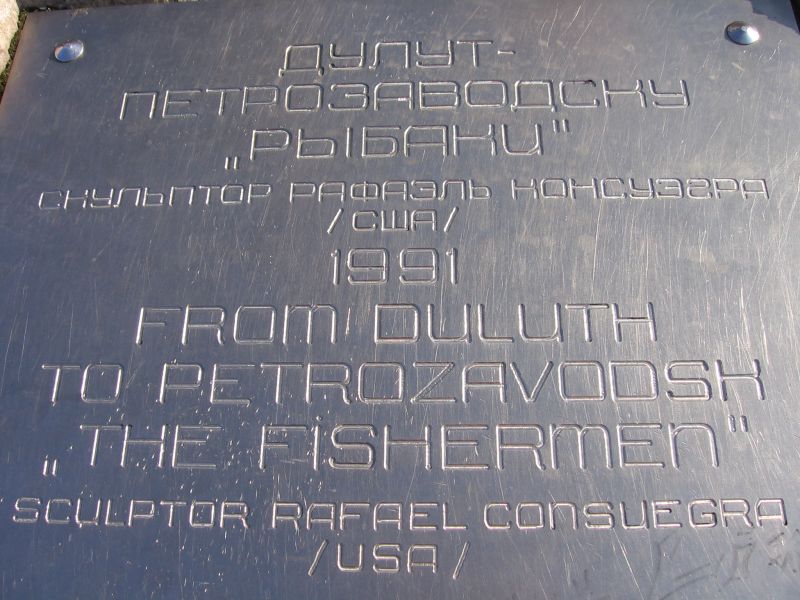 ДУЛУТ-
ПЕТРОЗАВОДСКУ
„РЫБАКИ"
СКУЛЬПТОР РАФАЭЛЬ КОНСУЭГРА
/США/
1991
FROM DULUTH
TO PETROZAVODSK
„THE FISHERMEN"
SCULPTOR RAFAEL CONSUEGRA
/USA/